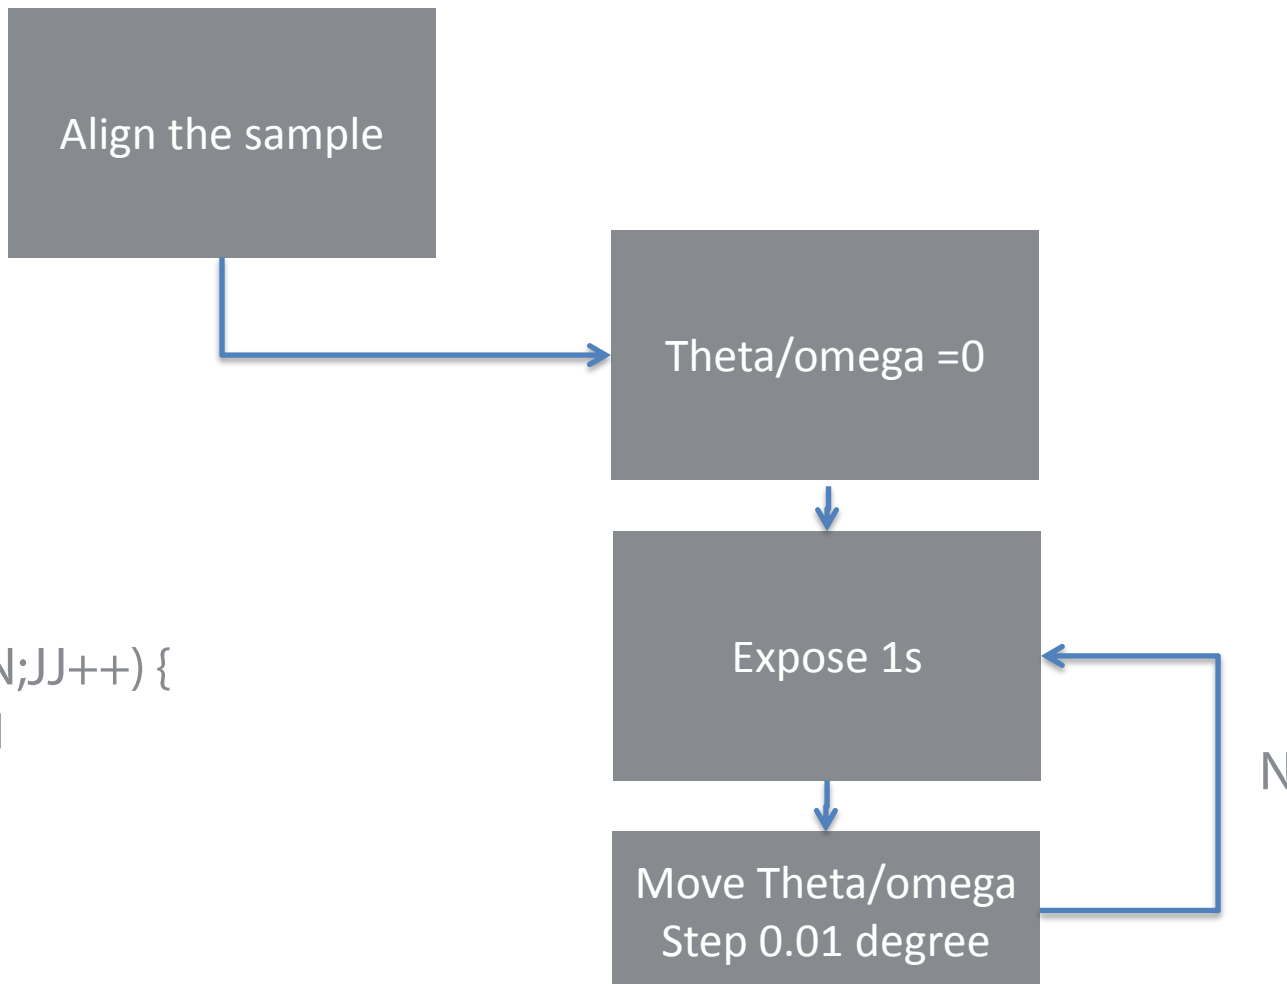 Align the sample
Theta/omega =0
Expose 1s
N;JJ++) {
N
Move Theta/omega
Step 0.01 degree